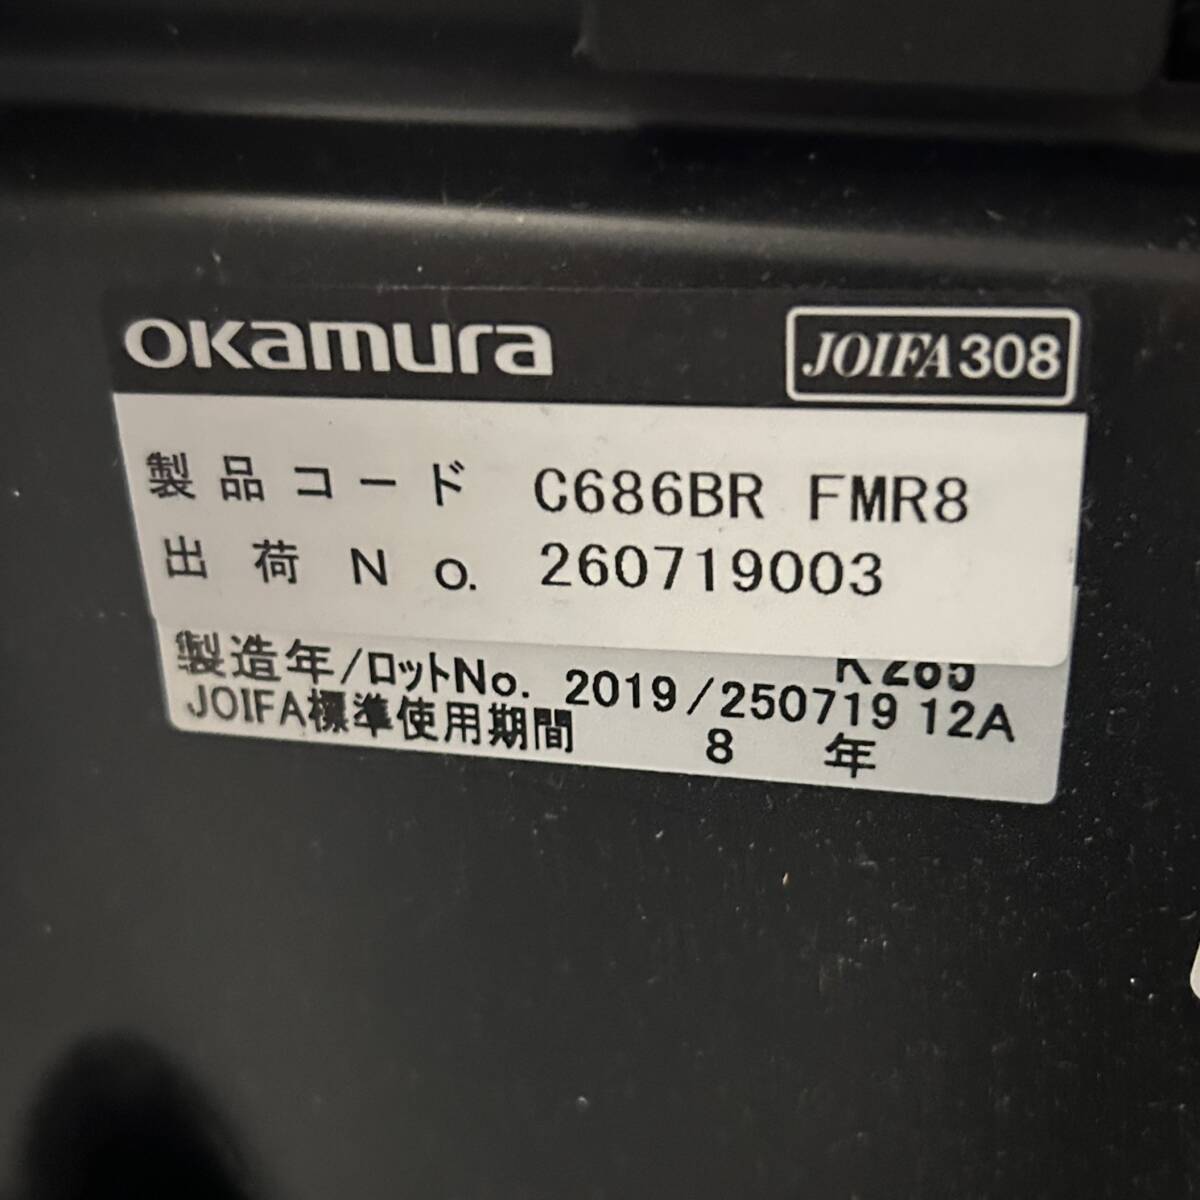 okamura
JOIFA308
製品コード C686BR FMR8
出荷No. 260719003
製造年/ロットNo. 2019/250719 12A
JOIFA標準使用期間 8 年